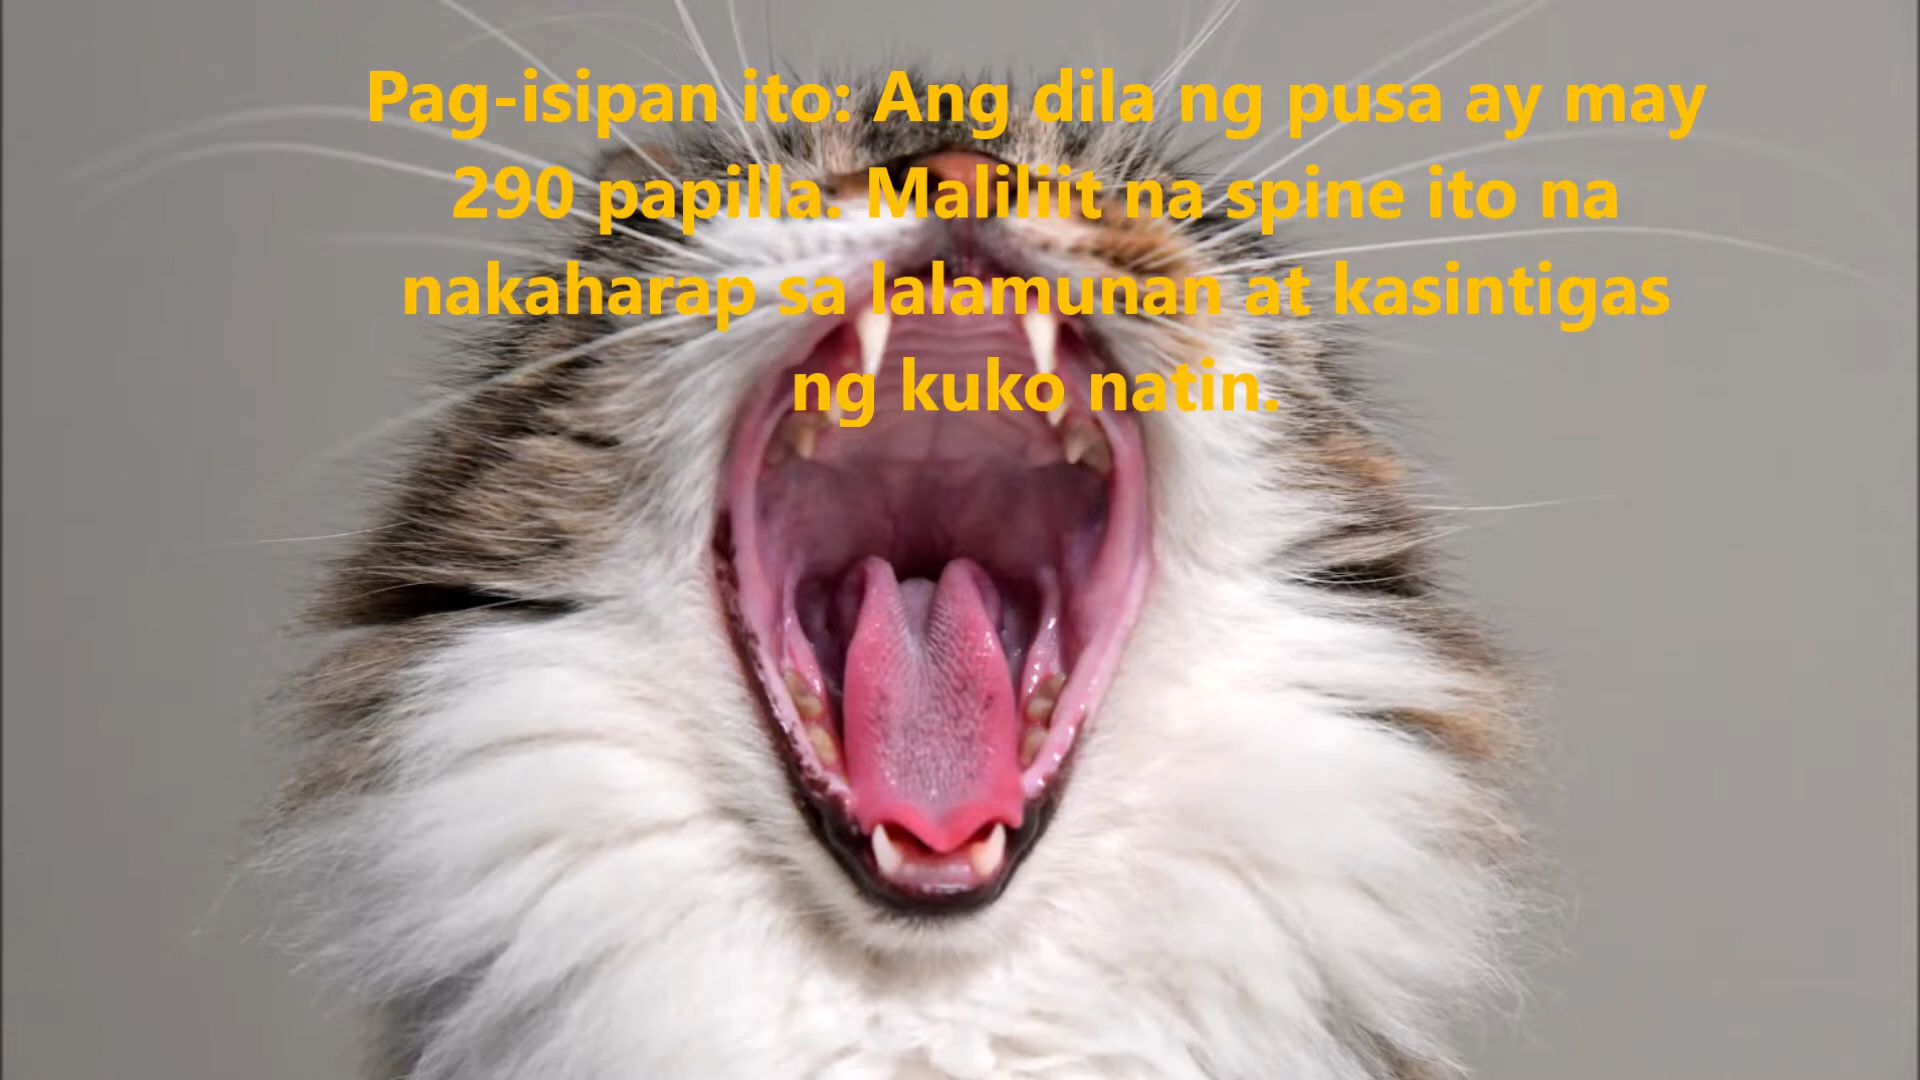 Pag-isipan ito: Ang dila ng pusa ay may
290 papilla. Maliliit na spine ito na
nakaharap sa lalamunan at kasintigas
ng kuko natin.